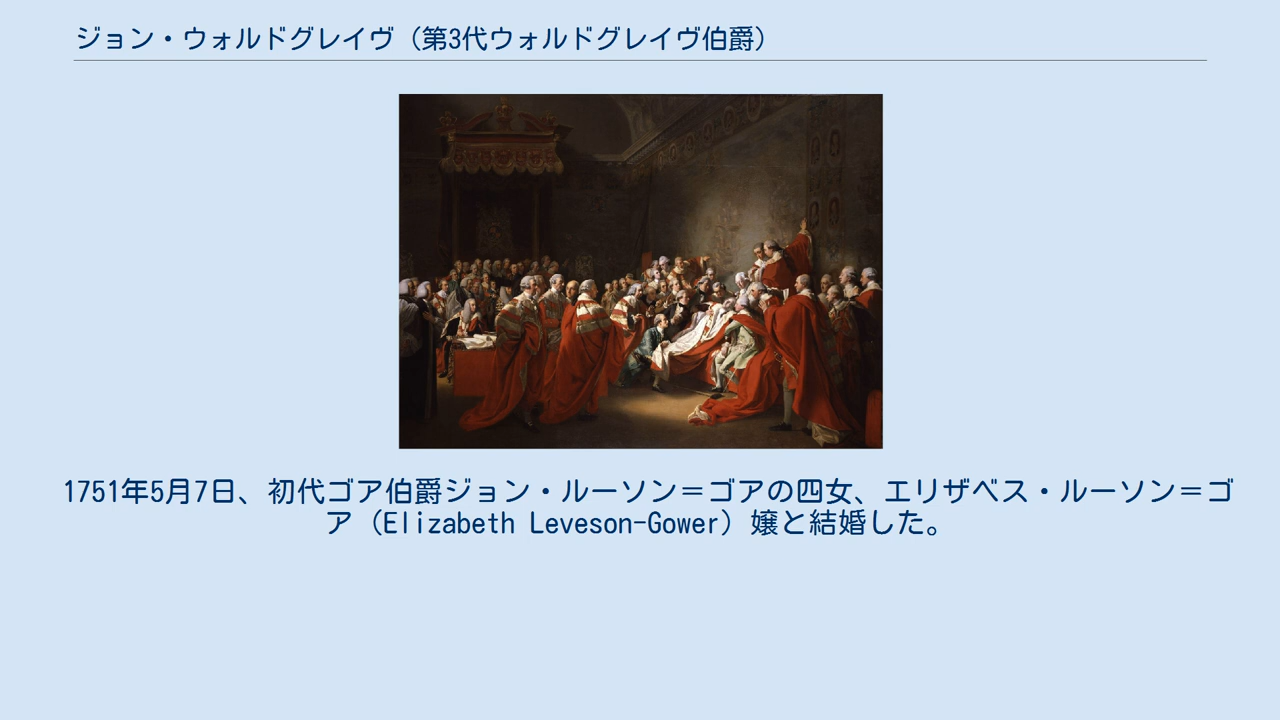 ジョン・ウォルドグレイヴ（第3代ウォルドグレイヴ伯爵）
1751年5月7日、初代ゴア伯爵ジョン・ルーソン＝ゴアの四女、エリザベス・ルーソン＝ゴ
ア（Elizabeth Leveson-Gower）嬢と結婚した。